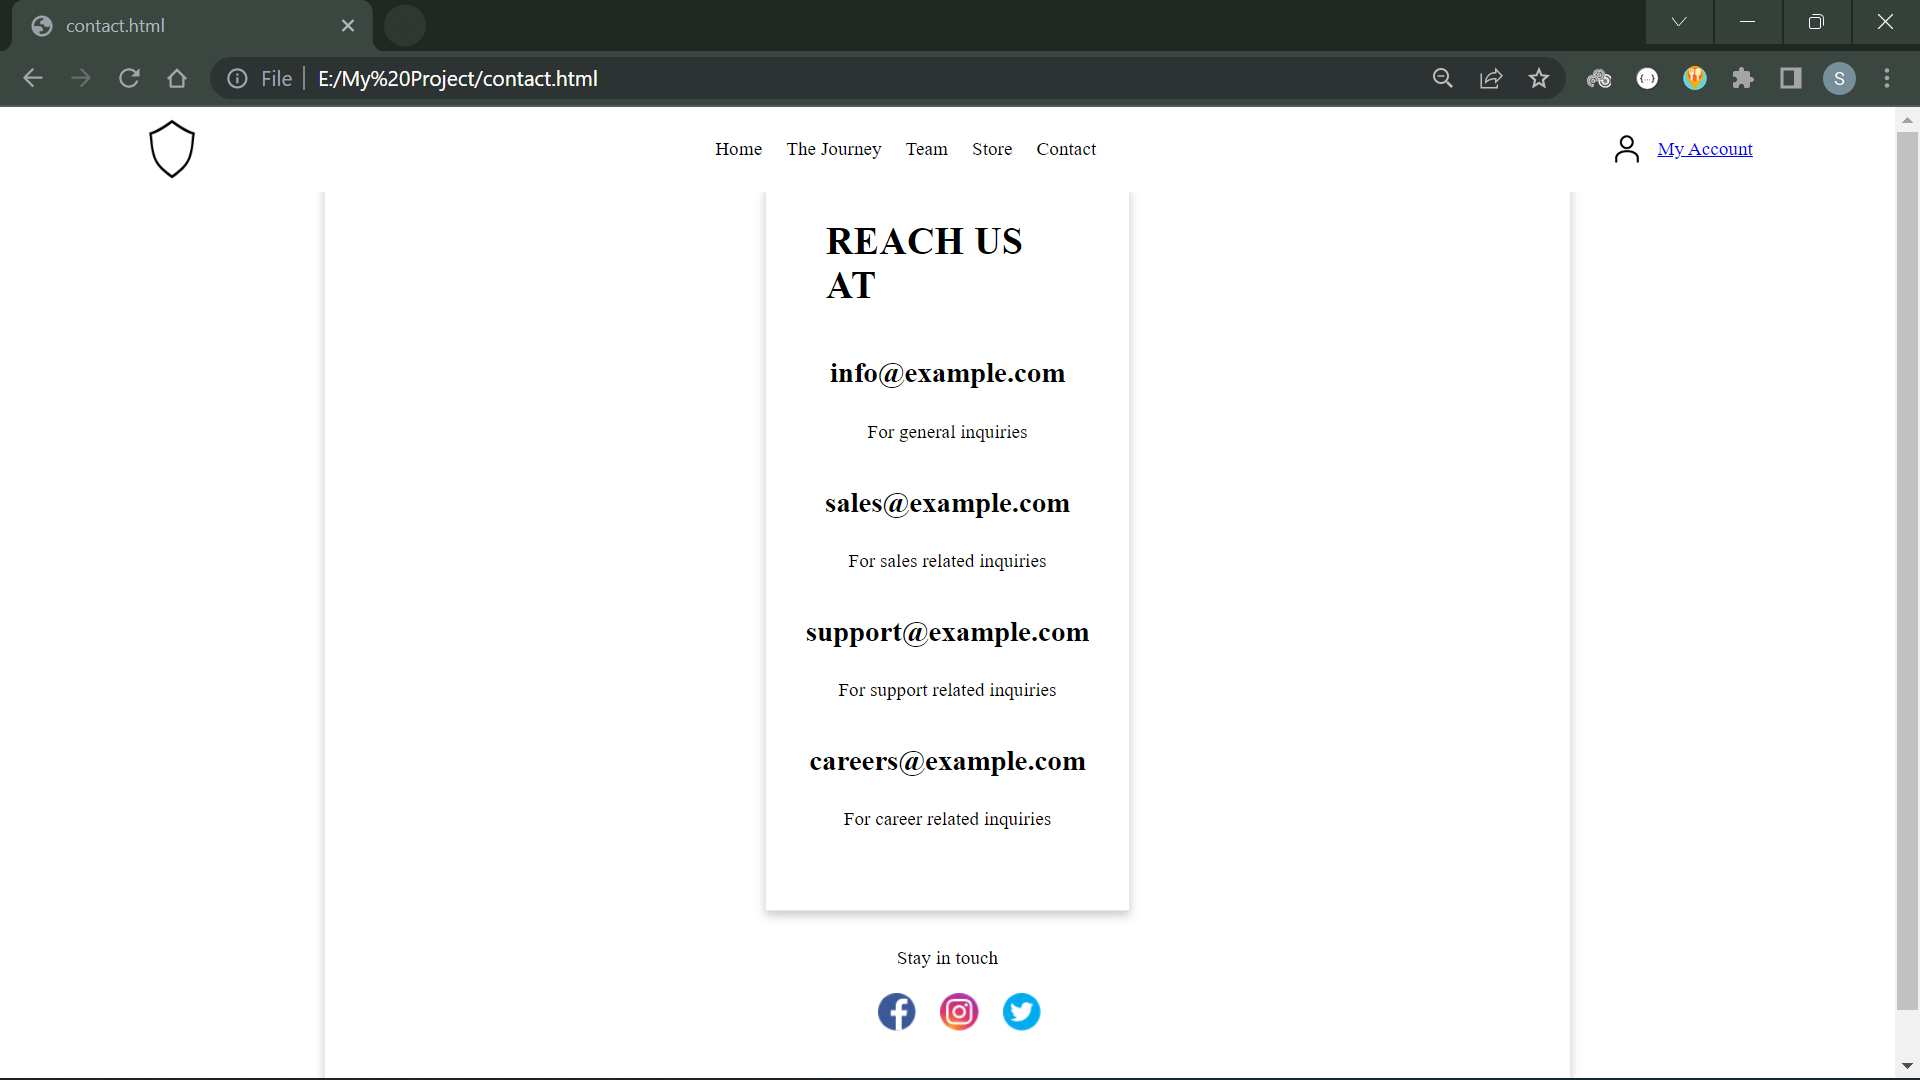 contact.html
File
E:/My%20Project/contact.html
S
Home The Journey Team Store Contact
My Account
REACH US
AT
info@example.com
For general inquiries
sales@example.com
For sales related inquiries
support@example.com
For support related inquiries
careers@example.com
For career related inquiries
Stay in touch